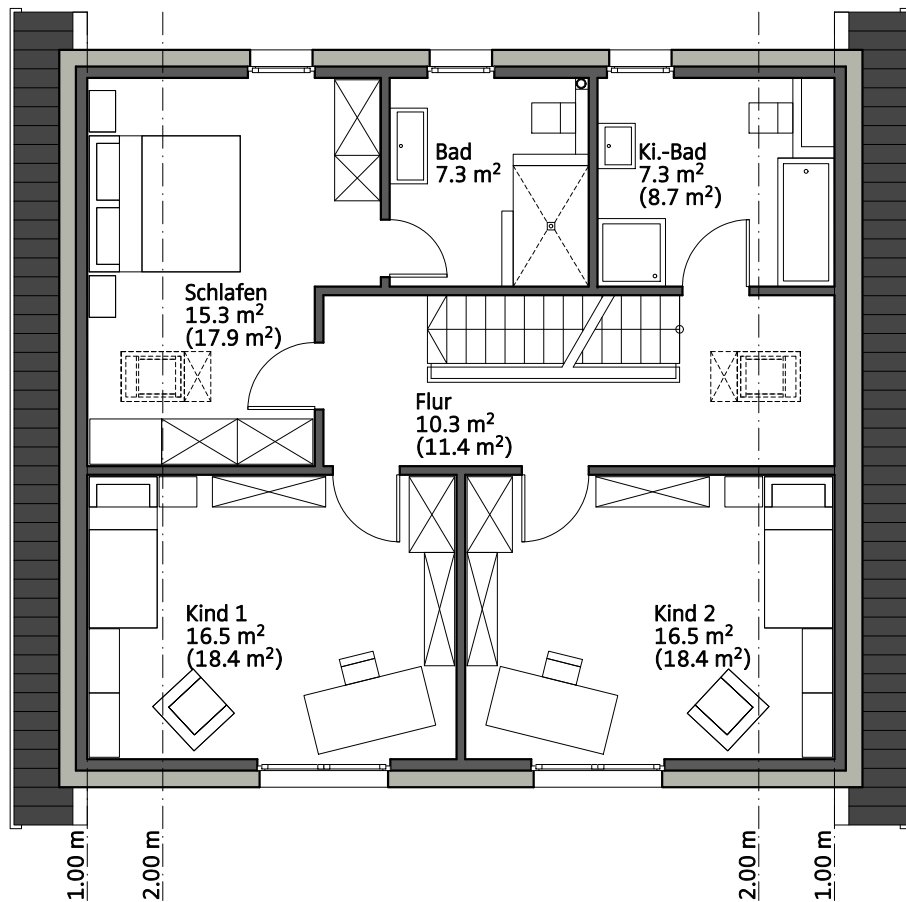 Bad
7.3 m²
Ki.-Bad
7.3 m²
(8.7 m²)
Schlafen
15.3 m²
(17.9 m²)
Flur
10.3 m²
(11.4 m²)
Kind 1
16.5 m²
(18.4 m²)
Kind 2
16.5 m²
(18.4 m²)
1.00 m
2.00 m
2.00 m
1.00 m